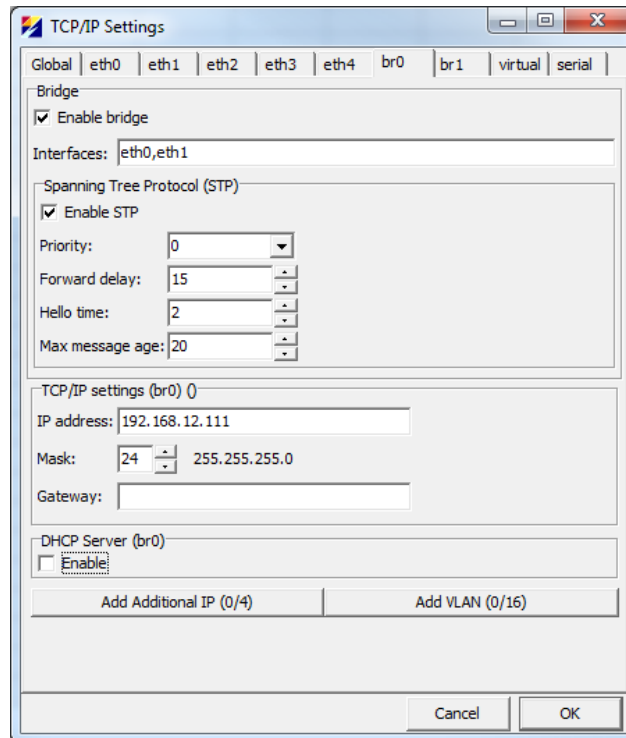 TCP/IP Settings
Global eth0 eth1 eth2 eth3 eth4 br0 br1 virtual serial
Bridge
Enable bridge
Interfaces: eth0,eth1
Spanning Tree Protocol (STP)
Enable STP
Priority: 0
Forward delay: 15
Hello time: 2
Max message age: 20
TCP/IP settings (br0) ()
IP address: 192.168.12.111
Mask: 24 255.255.255.0
Gateway:
DHCP Server (br0)
Enable
Add Additional IP (0/4) Add VLAN (0/16)
Cancel OK